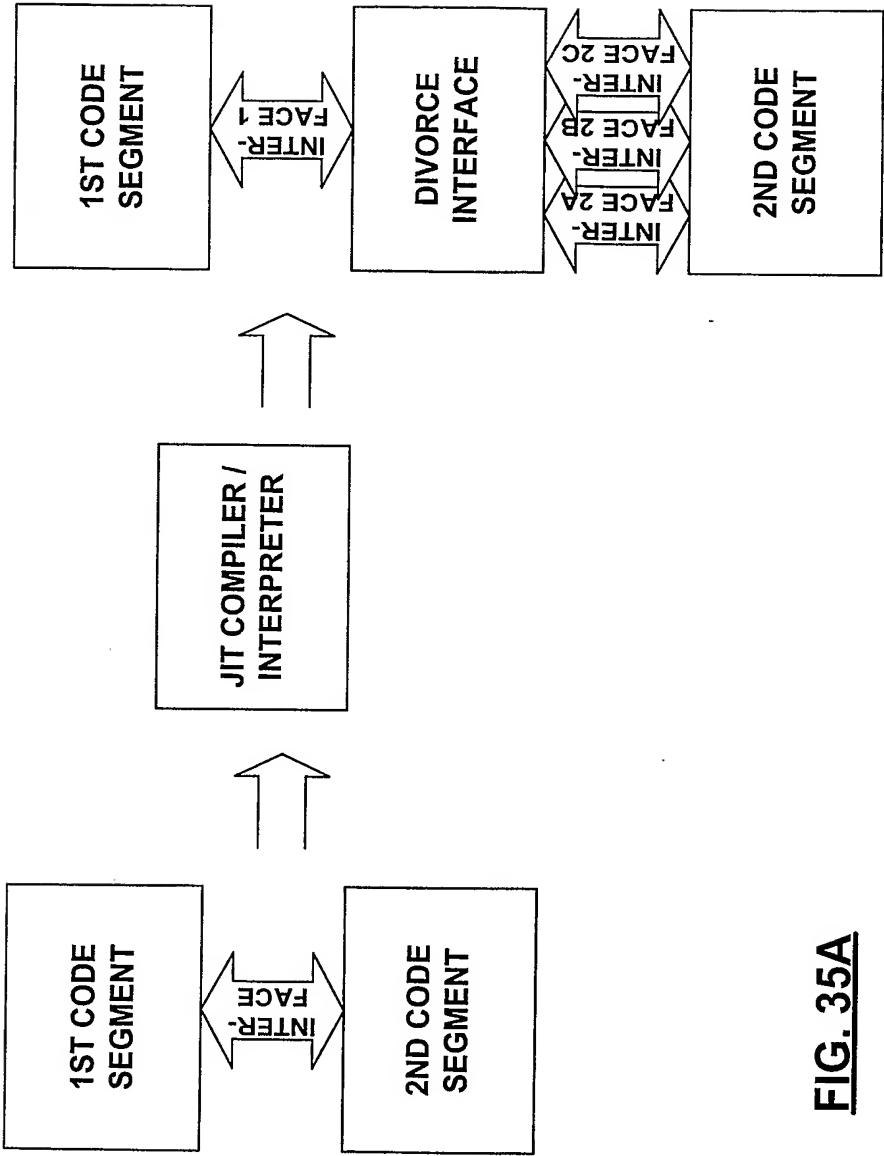 1ST CODE
SEGMENT
INTER-
FACE
2ND CODE
SEGMENT
JIT COMPILER /
INTERPRETER
1ST CODE
SEGMENT
INTER-
FACE 1
DIVORCE
INTERFACE
INTER-
FACE 2A
INTER-
FACE 2B
INTER-
FACE 2C
2ND CODE
SEGMENT
FIG. 35A